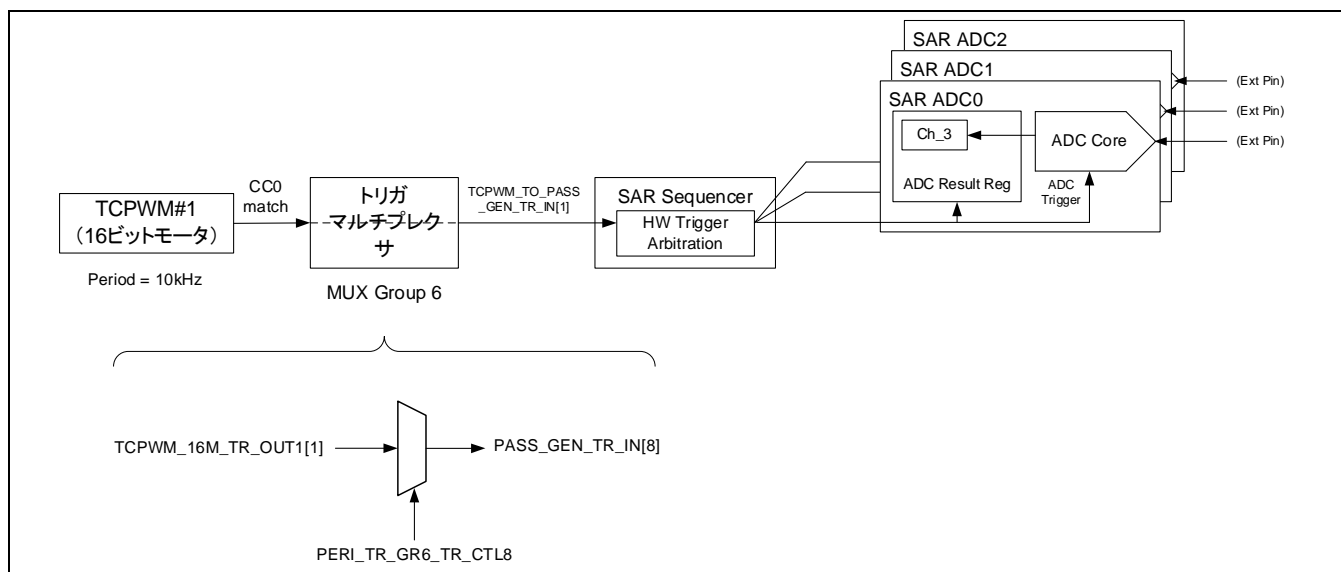 SAR ADC2
SAR ADC1
SAR ADC0
(Ext Pin)
(Ext Pin)
(Ext Pin)
Ch_3
ADC Core
ADC Result Reg
ADC
Trigger
TCPWM#1
（16ビットモータ）
Period = 10kHz
CC0
match
トリガ
マルチプレク
サ
MUX Group 6
TCPWM_TO_PASS
_GEN_TR_IN[1]
SAR Sequencer
HW Trigger
Arbitration
TCPWM_16M_TR_OUT1[1]
PASS_GEN_TR_IN[8]
PERI_TR_GR6_TR_CTL8